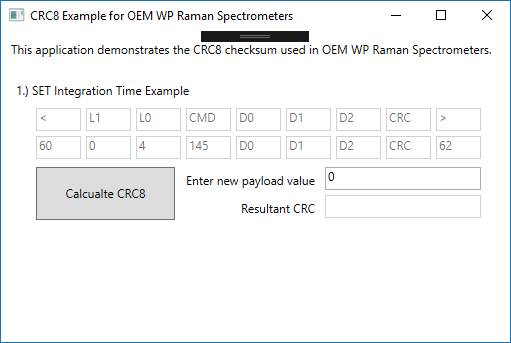 CRC8 Example for OEM WP Raman Spectrometers
This application demonstrates the CRC8 checksum used in OEM WP Raman Spectrometers.
1.) SET Integration Time Example
< L1 L0 CMD D0 D1 D2 CRC >
60 0 4 145 D0 D1 D2 CRC 62
Calcualte CRC8 Enter new payload value 0
Resultant CRC